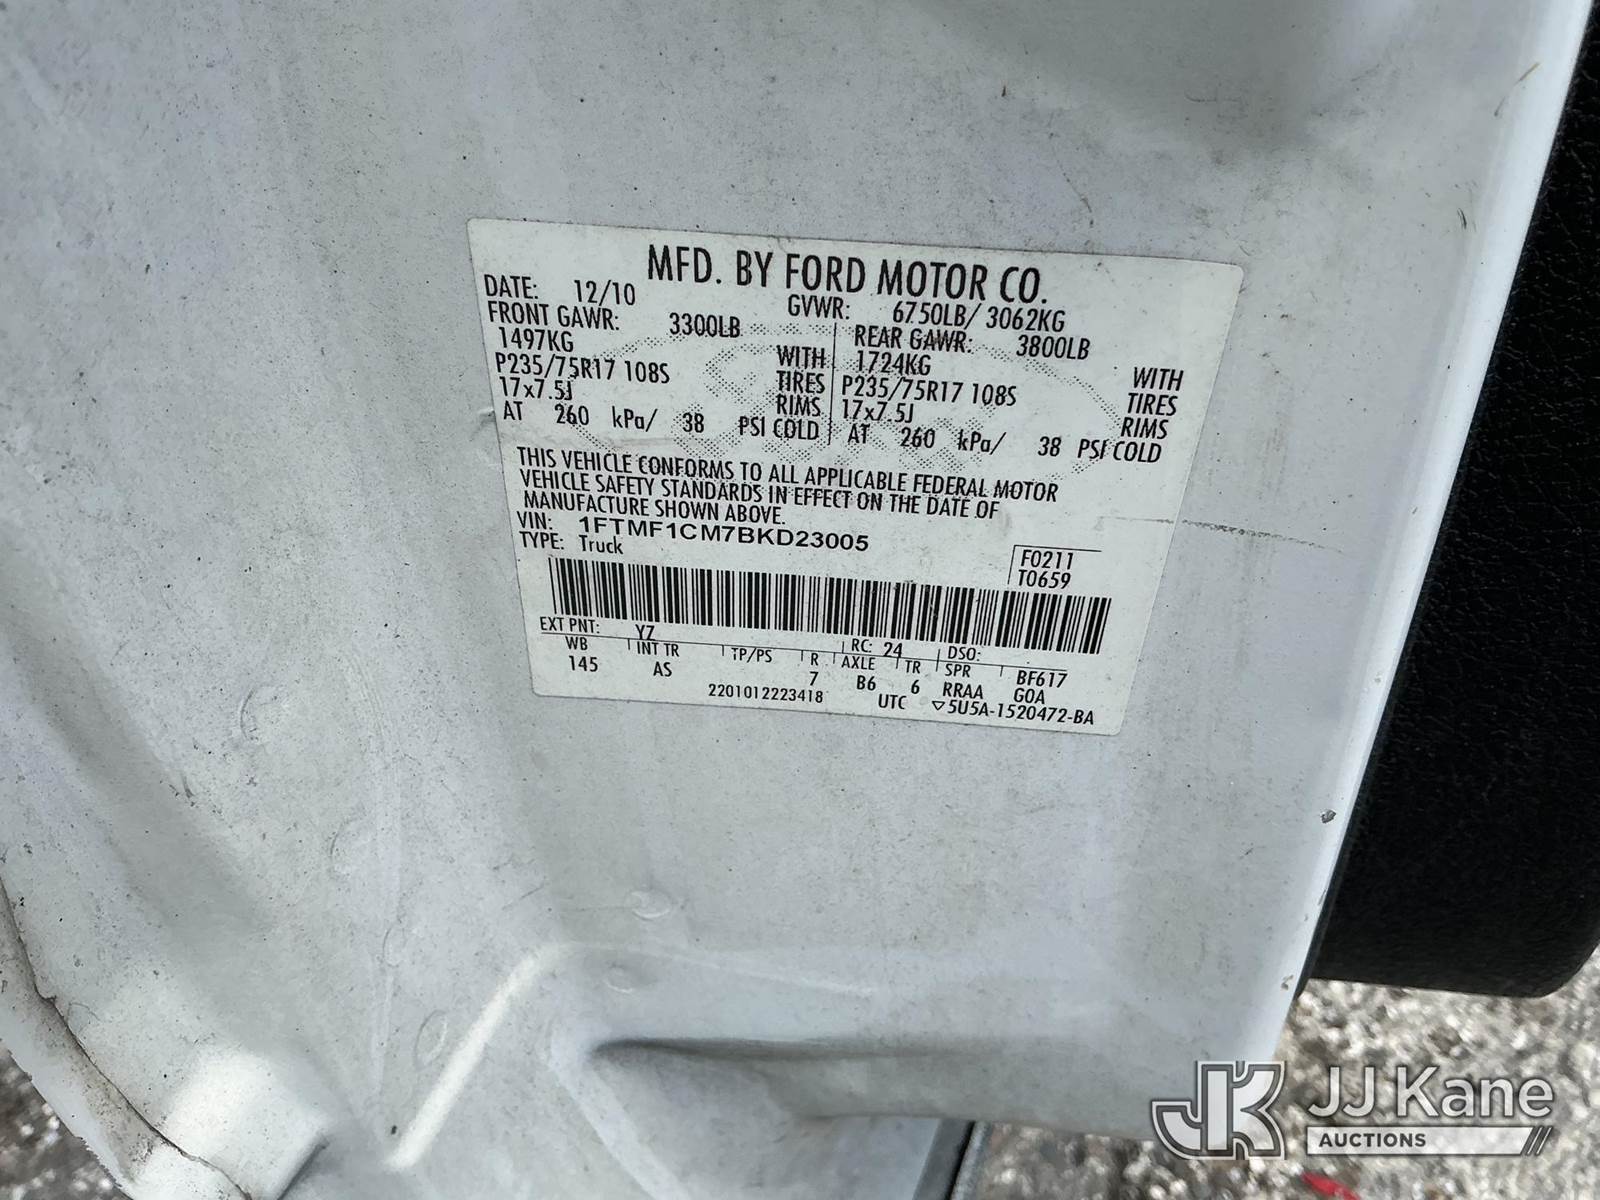 MFD. BY FORD MOTOR CO.
DATE: 12/10 GVWR: 6750LB/ 3062KG
FRONT GAWR: 3300LB REAR GAWR: 3800LB
1497KG WITH 1724KG WITH
P235/75R17 108S TIRES P235/75R17 108S TIRES
17x7.5J RIMS 17x7.5J RIMS
AT 260 kPa/ 38 PSI COLD AT 260 kPa/ 38 PSI COLD
THIS VEHICLE CONFORMS TO ALL APPLICABLE FEDERAL MOTOR
VEHICLE SAFETY STANDARDS IN EFFECT ON THE DATE OF
MANUFACTURE SHOWN ABOVE.
VIN: 1FTMF1CM7BKD23005
TYPE: Truck
F0211
T0659
EXT PNT: YZ RC: 24 DSO:
WB INT TR TP/PS R AXLE TR SPR BF617
145 AS 7 B6 6 RRAA GOA
2201012223418 UTC ▽5U5A-1520472-BA
JK JJ Kane
AUCTIONS